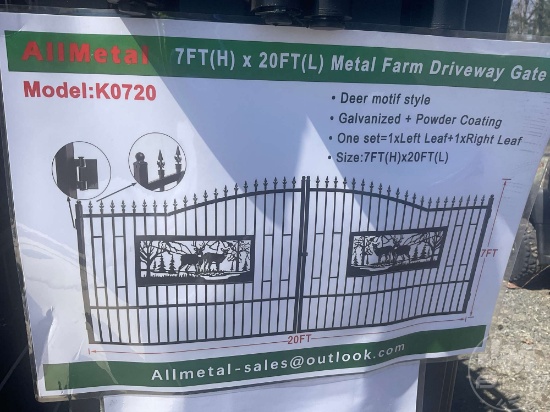 AllMetal 7FT(H) x 20FT(L) Metal Farm Driveway Gate
Model:K0720
• Deer motif style
• Galvanized + Powder Coating
• One set=1xLeft Leaf+1xRight Leaf
• Size:7FT(H)x20FT(L)
7FT
20FT
Allmetal-sales@outlook.com